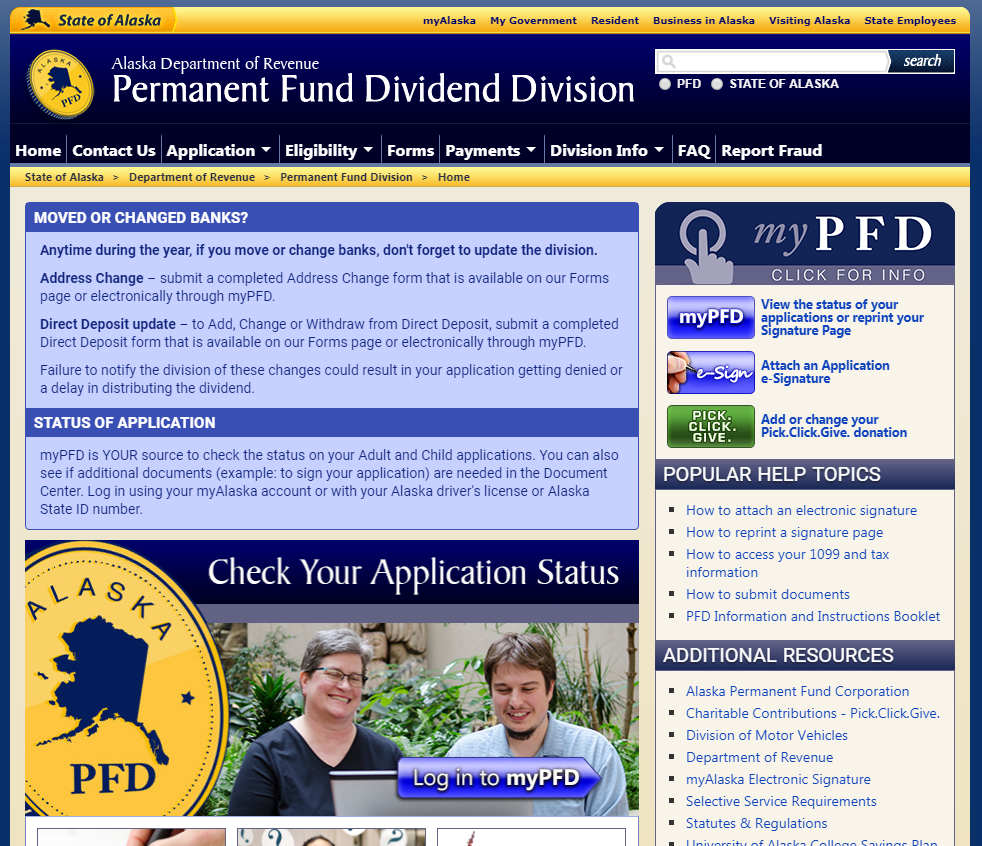 State of Alaska
myAlaska My Government Resident Business in Alaska Visiting Alaska State Employees
ALASKA
PFD
Alaska Department of Revenue
Permanent Fund Dividend Division
search
PFD STATE OF ALASKA
Home Contact Us Application Eligibility Forms Payments Division Info FAQ Report Fraud
State of Alaska > Department of Revenue > Permanent Fund Division > Home
MOVED OR CHANGED BANKS?
Anytime during the year, if you move or change banks, don't forget to update the division.
Address Change – submit a completed Address Change form that is available on our Forms
page or electronically through myPFD.
Direct Deposit update – to Add, Change or Withdraw from Direct Deposit, submit a completed
Direct Deposit form that is available on our Forms page or electronically through myPFD.
Failure to notify the division of these changes could result in your application getting denied or
a delay in distributing the dividend.
STATUS OF APPLICATION
myPFD is YOUR source to check the status on your Adult and Child applications. You can also
see if additional documents (example: to sign your application) are needed in the Document
Center. Log in using your myAlaska account or with your Alaska driver's license or Alaska
State ID number.
Check Your Application Status
ALASKA
PFD
Log in to myPFD
my PFD
CLICK FOR INFO
myPFD
View the status of your
applications or reprint your
Signature Page
e-Sign
Attach an Application
e-Signature
PICK.
CLICK.
GIVE.
Add or change your
Pick.Click.Give. donation
POPULAR HELP TOPICS
How to attach an electronic signature
How to reprint a signature page
How to access your 1099 and tax
information
How to submit documents
PFD Information and Instructions Booklet
ADDITIONAL RESOURCES
Alaska Permanent Fund Corporation
Charitable Contributions - Pick.Click.Give.
Division of Motor Vehicles
Department of Revenue
myAlaska Electronic Signature
Selective Service Requirements
Statutes & Regulations
University of Alaska College Savings Plan